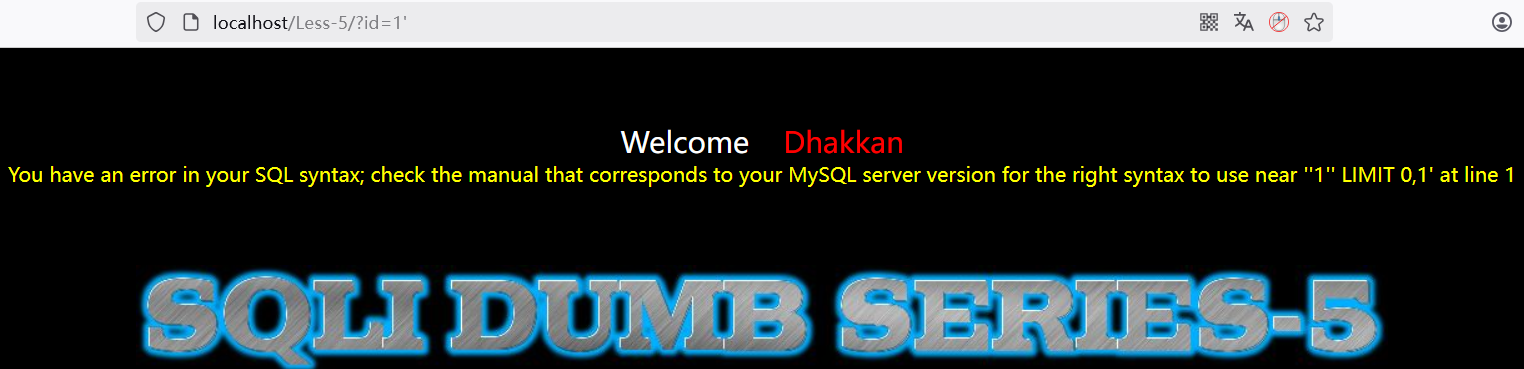 localhost/Less-5/?id=1'
Welcome Dhakkan
You have an error in your SQL syntax; check the manual that corresponds to your MySQL server version for the right syntax to use near ''1'' LIMIT 0,1' at line 1
SQLI DUMB SERIES-5